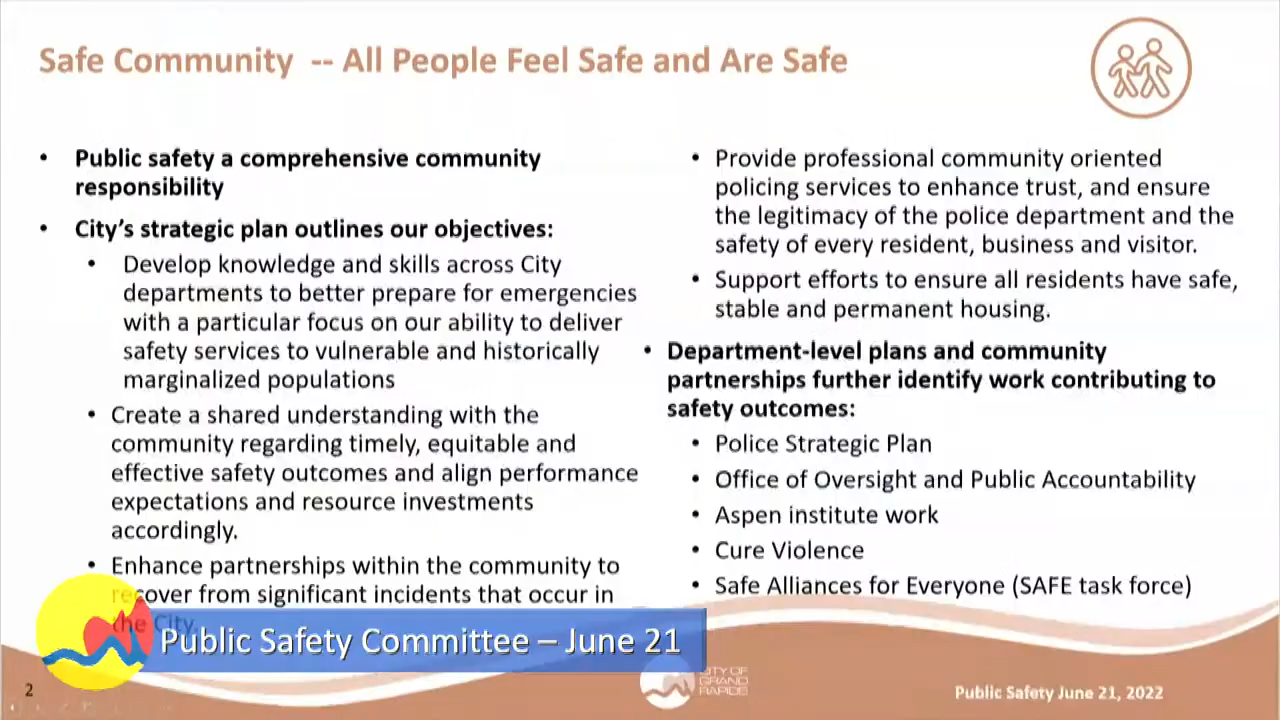 Safe Community -- All People Feel Safe and Are Safe
• Public safety a comprehensive community
responsibility
• City's strategic plan outlines our objectives:
• Develop knowledge and skills across City
departments to better prepare for emergencies
with a particular focus on our ability to deliver
safety services to vulnerable and historically
marginalized populations
• Create a shared understanding with the
community regarding timely, equitable and
effective safety outcomes and align performance
expectations and resource investments
accordingly.
• Enhance partnerships within the community to
recover from significant incidents that occur in
the City.
• Provide professional community oriented
policing services to enhance trust, and ensure
the legitimacy of the police department and the
safety of every resident, business and visitor.
• Support efforts to ensure all residents have safe,
stable and permanent housing.
• Department-level plans and community
partnerships further identify work contributing to
safety outcomes:
• Police Strategic Plan
• Office of Oversight and Public Accountability
• Aspen institute work
• Cure Violence
• Safe Alliances for Everyone (SAFE task force)
Public Safety Committee – June 21
2
CITY OF
GRAND
RAPIDS
Public Safety June 21, 2022